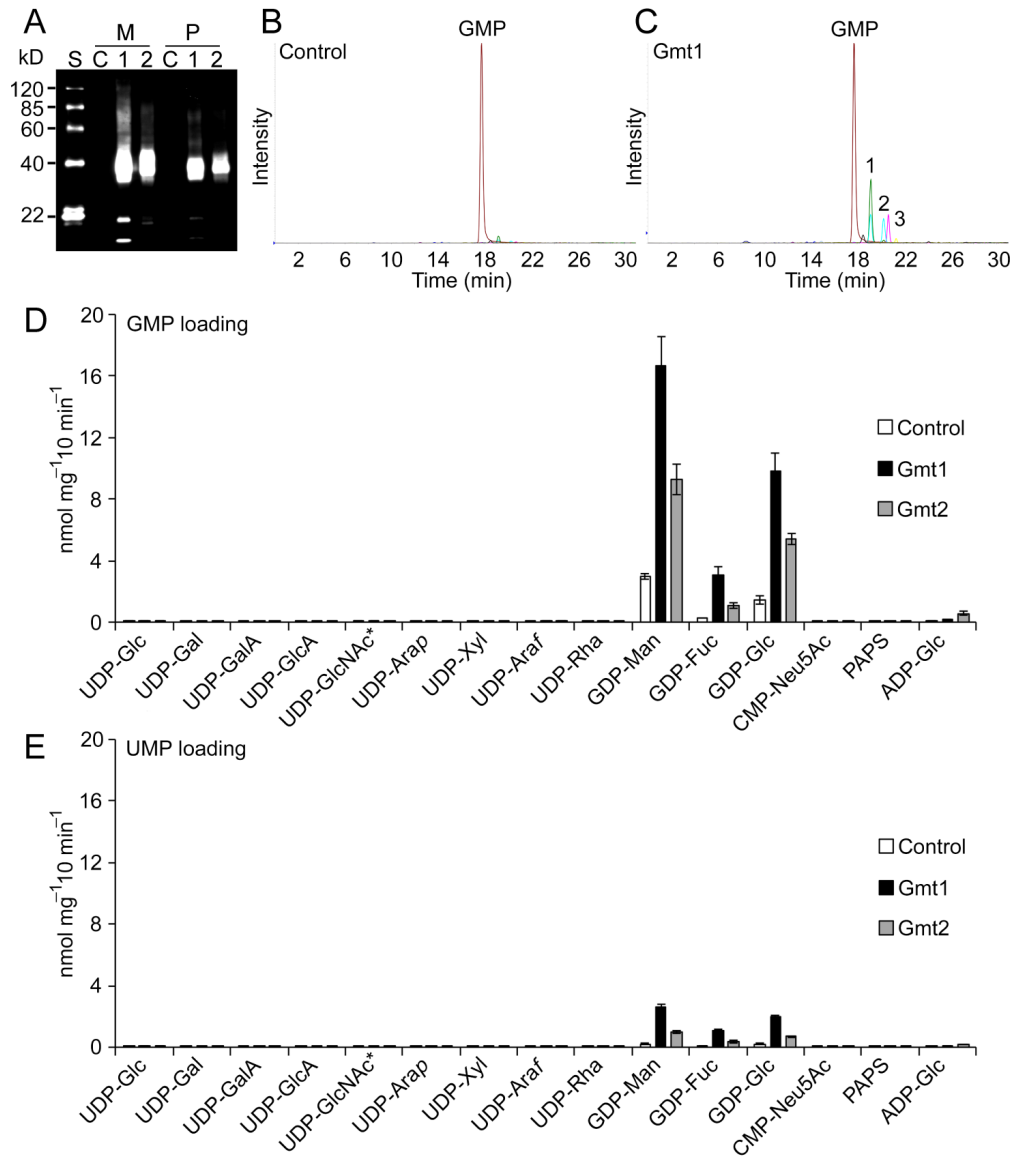 A
M P
kD S C 1 2 C 1 2
120
85
60
40
22
B
GMP
Control
Intensity
2 6 10 14 18 22 26 30
Time (min)
C
GMP
Gmt1
1
2
3
Intensity
2 6 10 14 18 22 26 30
Time (min)
D
GMP loading
20
16
12
8
4
0
nmol mg⁻¹10 min⁻¹
Control
Gmt1
Gmt2
UDP-Glc
UDP-Gal
UDP-GalA
UDP-GlcA
UDP-GlcNAc*
UDP-Arap
UDP-Xyl
UDP-Araf
UDP-Rha
GDP-Man
GDP-Fuc
GDP-Glc
CMP-Neu5Ac
PAPS
ADP-Glc
E
UMP loading
20
16
12
8
4
0
nmol mg⁻¹10 min⁻¹
Control
Gmt1
Gmt2
UDP-Glc
UDP-Gal
UDP-GalA
UDP-GlcA
UDP-GlcNAc*
UDP-Arap
UDP-Xyl
UDP-Araf
UDP-Rha
GDP-Man
GDP-Fuc
GDP-Glc
CMP-Neu5Ac
PAPS
ADP-Glc